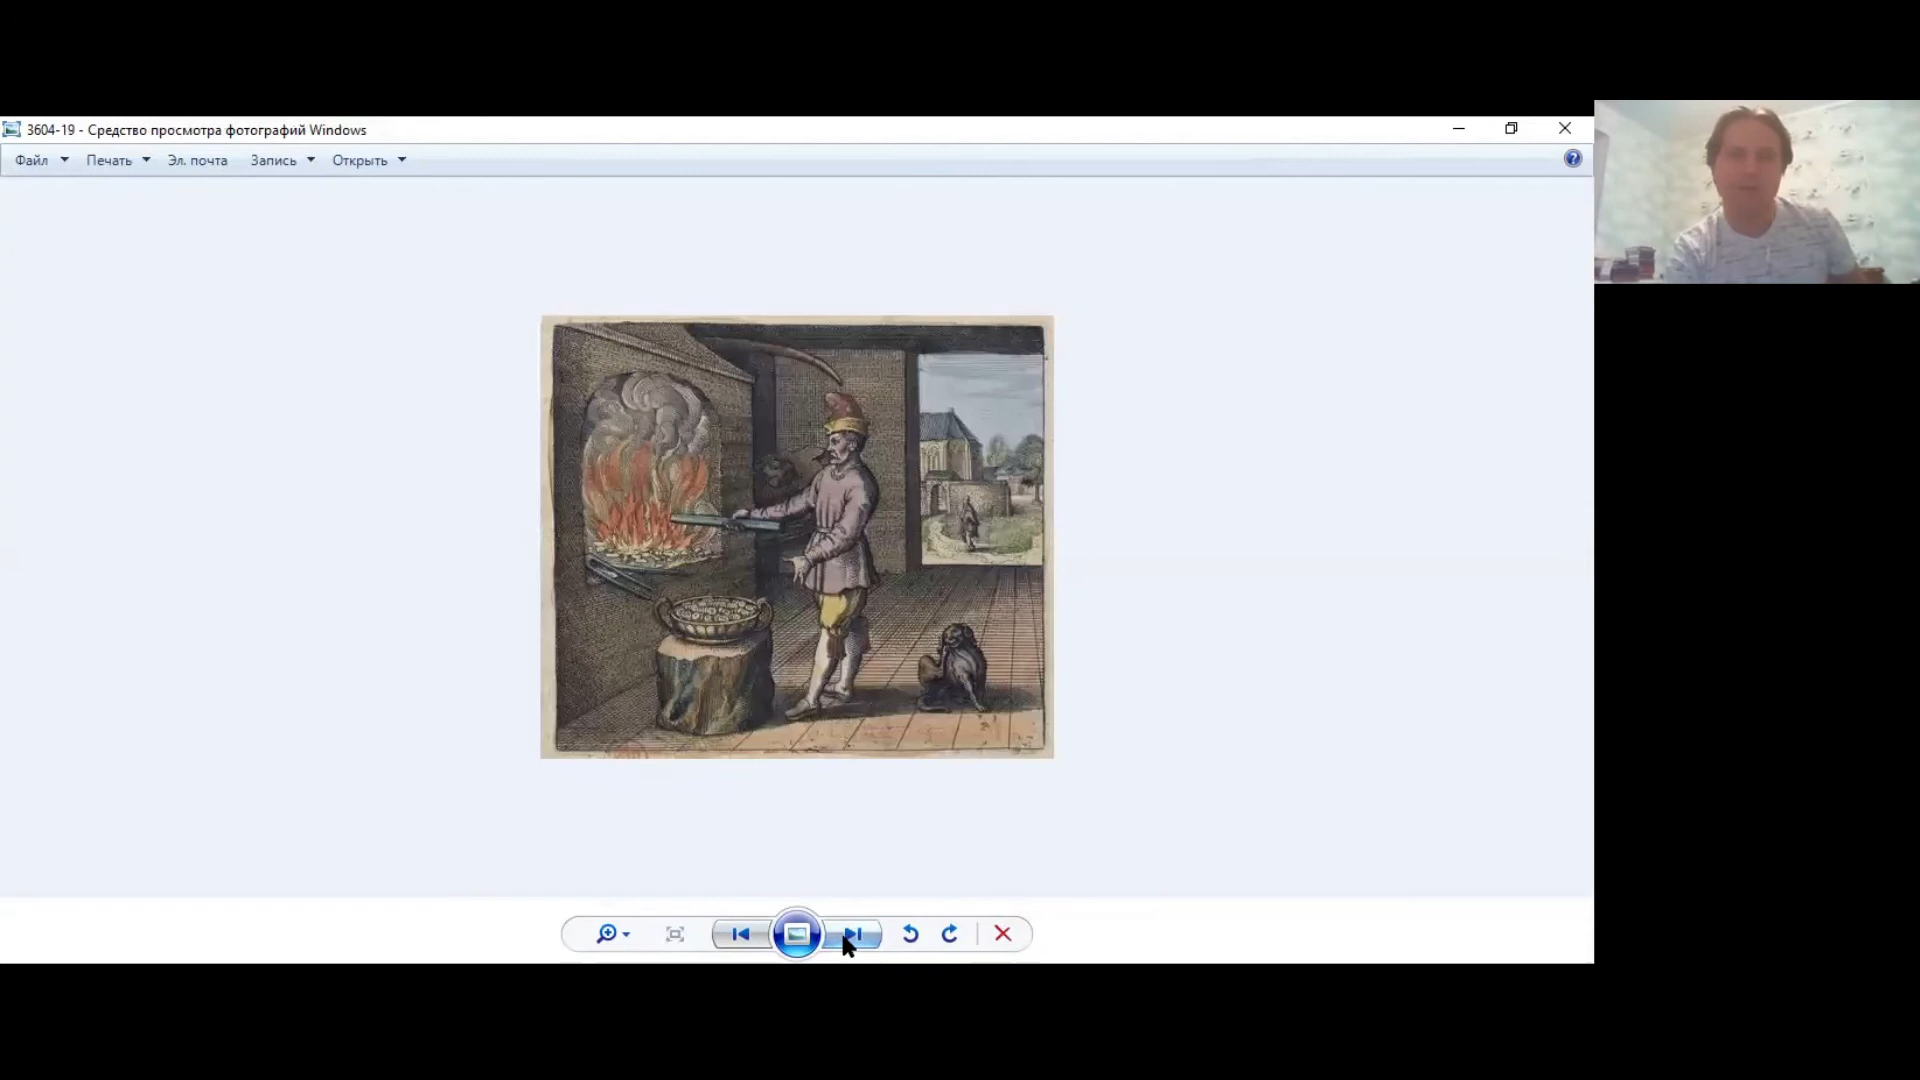 3604-19 - Средство просмотра фотографий Windows
Файл Печать Эл. почта Запись Открыть